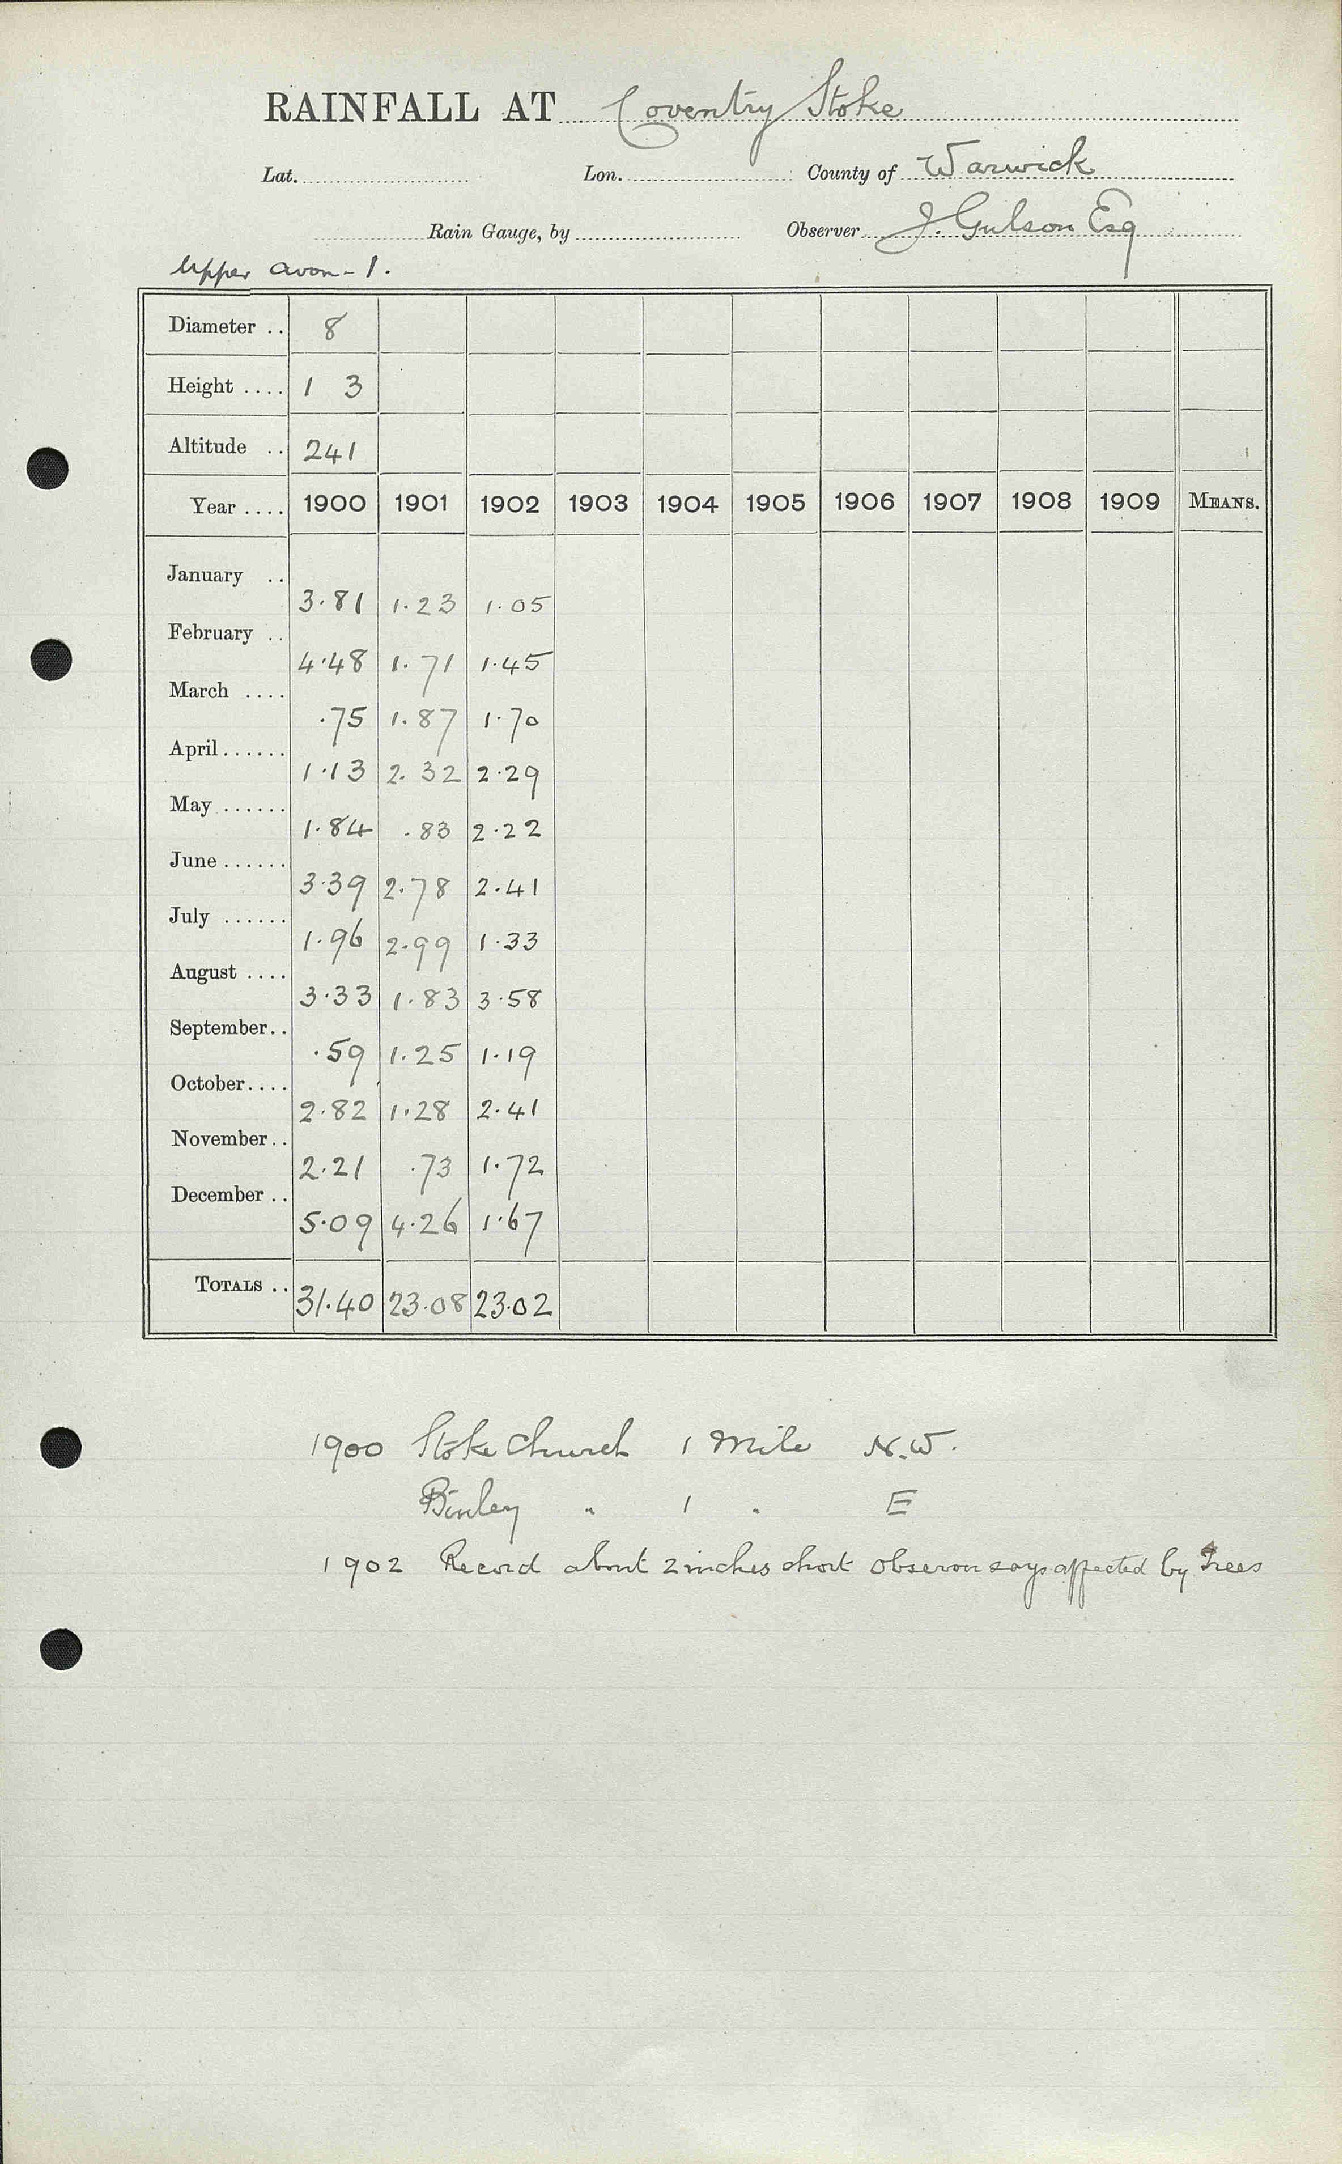 RAINFALL AT Coventry Stoke
Lat. Lon. County of Warwick
Rain Gauge, by Observer J. Gulson Esq
Upper Avon - 1.
Diameter .. 8
Height .... 1 3
Altitude .. 241
Year .... 1900 1901 1902 1903 1904 1905 1906 1907 1908 1909 MEANS.
January .. 3.81 1.23 1.05
February .. 4.48 1.71 1.45
March .... .75 1.87 1.70
April...... 1.13 2.32 2.29
May ...... 1.84 .83 2.22
June ...... 3.39 2.78 2.41
July ...... 1.96 2.99 1.33
August .... 3.33 1.83 3.58
September.. .59 1.25 1.19
October.... 2.82 1.28 2.41
November.. 2.21 .73 1.72
December .. 5.09 4.26 1.67
TOTALS .. 31.40 23.08 23.02
1900 Stoke Church 1 Mile N.W.
Binley " 1 " E
1902 Record about 2 inches short observer says affected by Trees